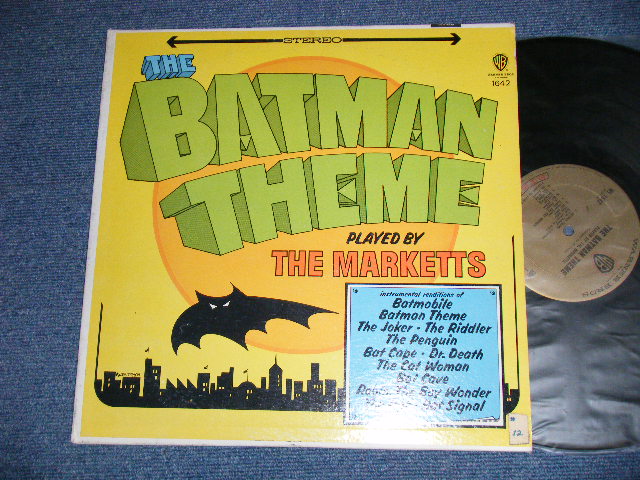 STEREO
THE
BATMAN
THEME
WARNER BROS
1642
PLAYED BY
THE MARKETTS
instrumental renditions of
Batmobile
Batman Theme
The Joker - The Riddler
The Penguin
Bat Cape - Dr. Death
The Cat Woman
Bat Cave
The Boy Wonder
Bat Signal
12
THE BATMAN THEME